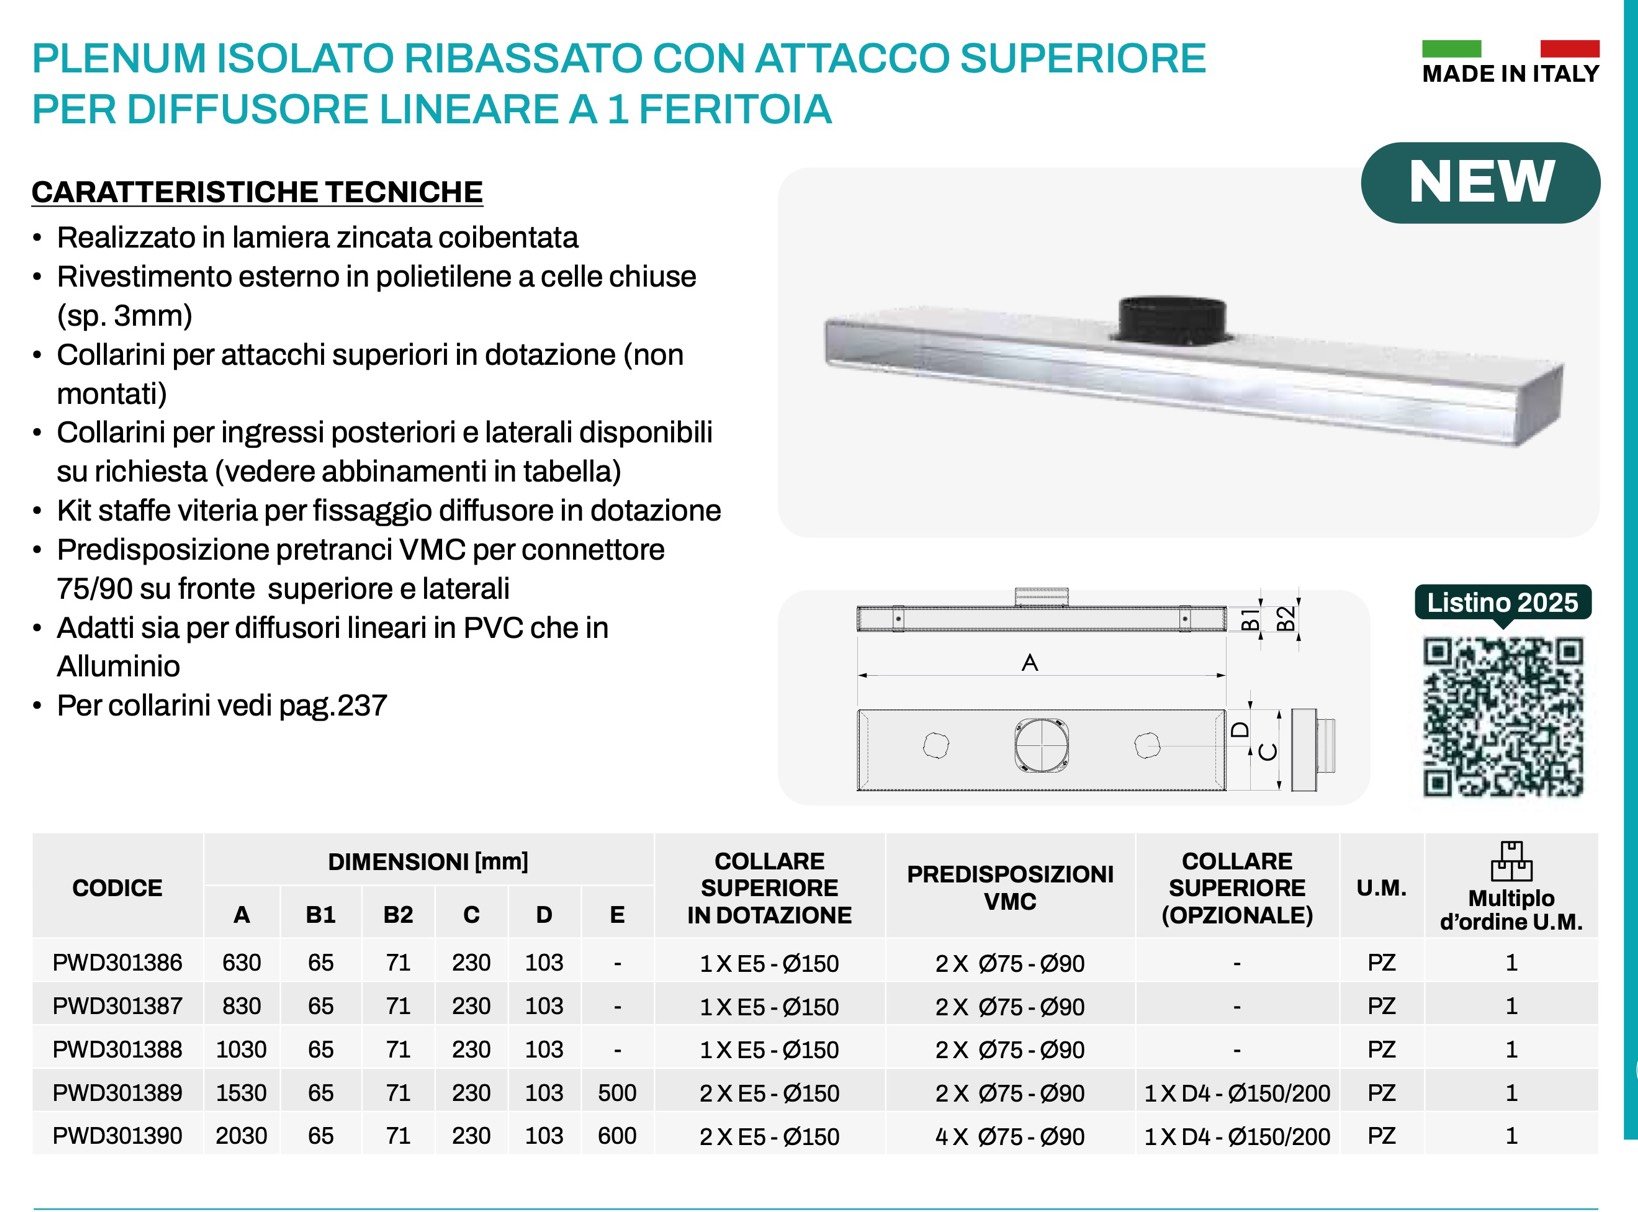 PLENUM ISOLATO RIBASSATO CON ATTACCO SUPERIORE
PER DIFFUSORE LINEARE A 1 FERITOIA
MADE IN ITALY
NEW
CARATTERISTICHE TECNICHE
• Realizzato in lamiera zincata coibentata
• Rivestimento esterno in polietilene a celle chiuse
(sp. 3mm)
• Collarini per attacchi superiori in dotazione (non
montati)
• Collarini per ingressi posteriori e laterali disponibili
su richiesta (vedere abbinamenti in tabella)
• Kit staffe viteria per fissaggio diffusore in dotazione
• Predisposizione pretranci VMC per connettore
75/90 su fronte  superiore e laterali
• Adatti sia per diffusori lineari in PVC che in
Alluminio
• Per collarini vedi pag.237
B1
B2
A
D
C
Listino 2025
CODICE
DIMENSIONI [mm]
A B1 B2 C D E
COLLARE
SUPERIORE
IN DOTAZIONE
PREDISPOSIZIONI
VMC
COLLARE
SUPERIORE
(OPZIONALE)
U.M.
Multiplo
d'ordine U.M.
PWD301386 630 65 71 230 103 - 1 X E5 - Ø150 2 X Ø75 - Ø90 - PZ 1
PWD301387 830 65 71 230 103 - 1 X E5 - Ø150 2 X Ø75 - Ø90 - PZ 1
PWD301388 1030 65 71 230 103 - 1 X E5 - Ø150 2 X Ø75 - Ø90 - PZ 1
PWD301389 1530 65 71 230 103 500 2 X E5 - Ø150 2 X Ø75 - Ø90 1 X D4 - Ø150/200 PZ 1
PWD301390 2030 65 71 230 103 600 2 X E5 - Ø150 4 X Ø75 - Ø90 1 X D4 - Ø150/200 PZ 1